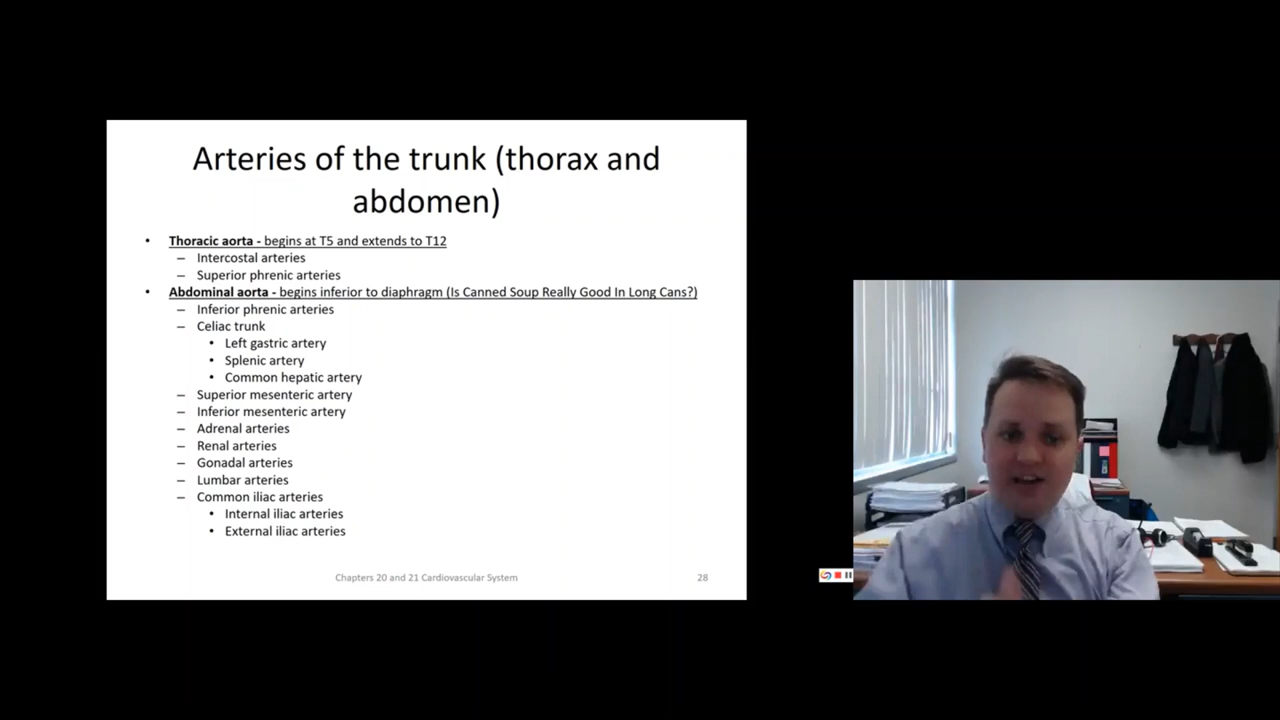 Arteries of the trunk (thorax and
abdomen)
• Thoracic aorta - begins at T5 and extends to T12
– Intercostal arteries
– Superior phrenic arteries
• Abdominal aorta - begins inferior to diaphragm (Is Canned Soup Really Good In Long Cans?)
– Inferior phrenic arteries
– Celiac trunk
• Left gastric artery
• Splenic artery
• Common hepatic artery
– Superior mesenteric artery
– Inferior mesenteric artery
– Adrenal arteries
– Renal arteries
– Gonadal arteries
– Lumbar arteries
– Common iliac arteries
• Internal iliac arteries
• External iliac arteries
Chapters 20 and 21 Cardiovascular System
28